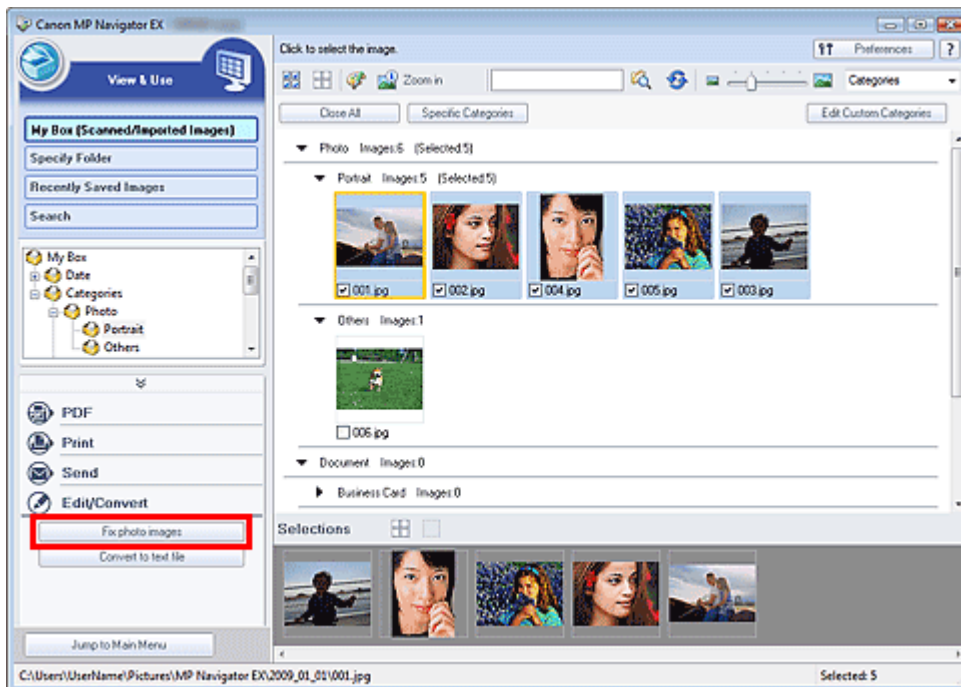 Canon MP Navigator EX
View & Use
My Box (Scanned/Imported Images)
Specify Folder
Recently Saved Images
Search
My Box
Date
Categories
Photo
Portrait
Others
PDF
Print
Send
Edit/Convert
Fix photo images
Convert to text file
Jump to Main Menu
Click to select the image.
Preferences
?
Zoom in
Categories
Close All
Specific Categories
Edit Custom Categories
Photo Images:6 (Selected:5)
Portrait Images:5 (Selected:5)
001.jpg 002.jpg 004.jpg 005.jpg 003.jpg
Others Images:1
006.jpg
Document Images:0
Business Card Images:0
Selections
C:\Users\UserName\Pictures\MP Navigator EX\2009_01_01\001.jpg
Selected: 5